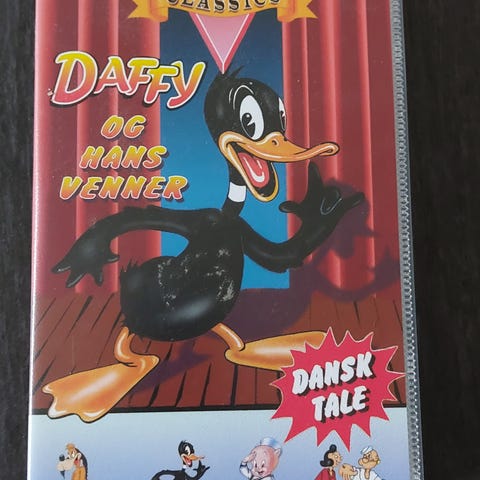 CLASSICS
DAFFY
OG
HANS
VENNER
DANSK
TALE